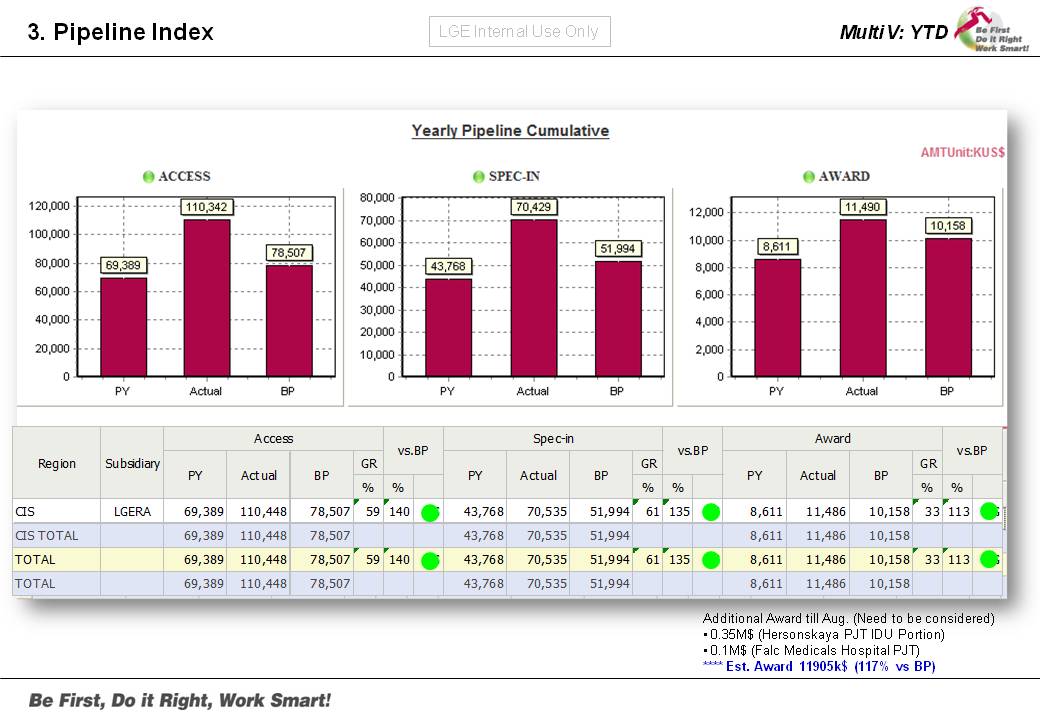 3. Pipeline Index
LGE Internal Use Only
Multi V: YTD
Be First
Do it Right
Work Smart!
Yearly Pipeline Cumulative
AMTUnit:KUS$
ACCESS
120,000
100,000
80,000
60,000
40,000
20,000
0
69,389
110,342
78,507
PY Actual BP
SPEC-IN
80,000
70,000
60,000
50,000
40,000
30,000
20,000
10,000
0
43,768
70,429
51,994
PY Actual BP
AWARD
12,000
10,000
8,000
6,000
4,000
2,000
0
8,611
11,490
10,158
PY Actual BP
Region Subsidiary Access vs.BP Spec-in vs.BP Award vs.BP
PY Actual BP GR PY Actual BP GR PY Actual BP GR
% % % % % %
CIS LGERA 69,389 110,448 78,507 59 140 43,768 70,535 51,994 61 135 8,611 11,486 10,158 33 113
CIS TOTAL 69,389 110,448 78,507 43,768 70,535 51,994 8,611 11,486 10,158
TOTAL 69,389 110,448 78,507 59 140 43,768 70,535 51,994 61 135 8,611 11,486 10,158 33 113
TOTAL 69,389 110,448 78,507 43,768 70,535 51,994 8,611 11,486 10,158
Additional Award till Aug. (Need to be considered)
• 0.35M$ (Hersonskaya PJT IDU Portion)
• 0.1M$ (Falc Medicals Hospital PJT)
**** Est. Award 11905k$ (117% vs BP)
Be First, Do it Right, Work Smart!